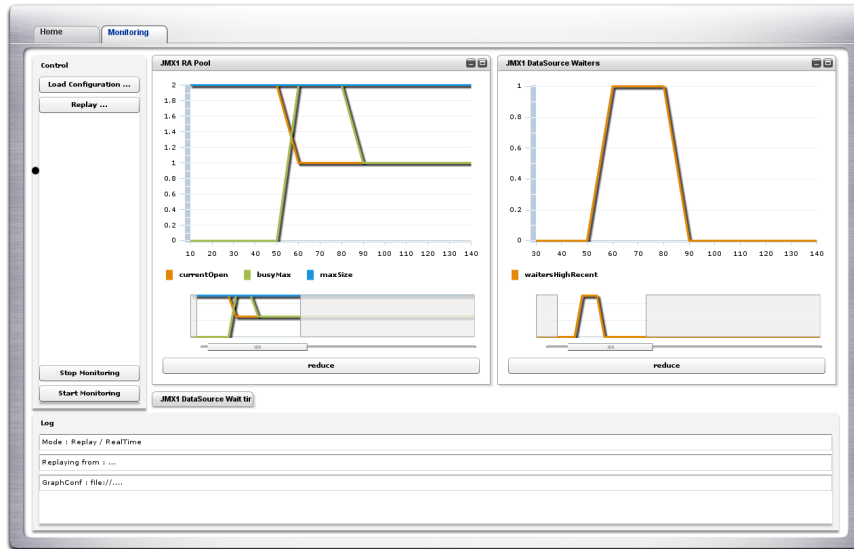 Home
Monitoring
Control
Load Configuration ...
Replay ...
Stop Monitoring
Start Monitoring
JMX1 RA Pool
2
1.8
1.6
1.4
1.2
1
0.8
0.6
0.4
0.2
0
10 20 30 40 50 60 70 80 90 100 110 120 130 140
currentOpen busyMax maxSize
reduce
JMX1 DataSource Waiters
1
0.8
0.6
0.4
0.2
0
30 40 50 60 70 80 90 100 110 120 130 140
waitersHighRecent
reduce
JMX1 DataSource Wait tir
Log
Mode : Replay / RealTime
Replaying from : ...
GraphConf : file://....